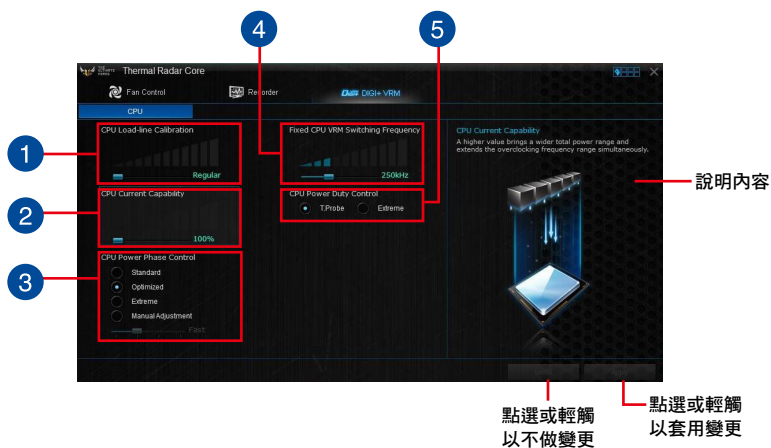 4
5
THE ULTIMATE FORCE
Thermal Radar Core
Fan Control
Recorder
DIGI+ VRM
CPU
1
CPU Load-line Calibration
Regular
Fixed CPU VRM Switching Frequency
250kHz
CPU Current Capability
A higher value brings a wider total power range and
extends the overclocking frequency range simultaneously.
說明內容
2
CPU Current Capability
100%
CPU Power Duty Control
T.Probe
Extreme
3
CPU Power Phase Control
Standard
Optimized
Extreme
Manual Adjustment
Fast
點選或輕觸
以不做變更
點選或輕觸
以套用變更